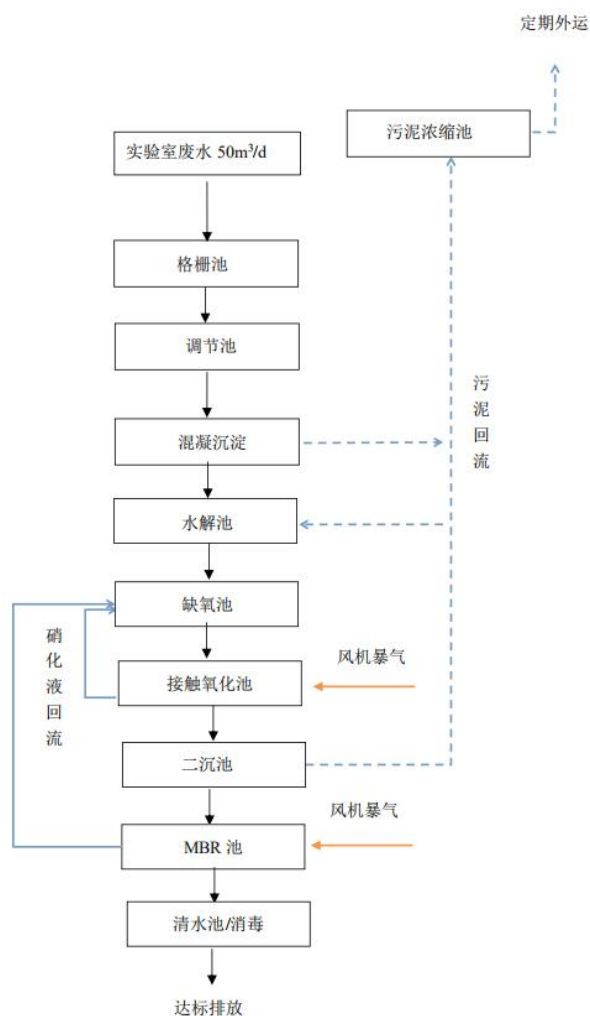 定期外运
污泥浓缩池
实验室废水 50m³/d
格栅池
调节池
污泥回流
混凝沉淀
水解池
缺氧池
硝化液回流
风机暴气
接触氧化池
二沉池
风机暴气
MBR 池
清水池/消毒
达标排放